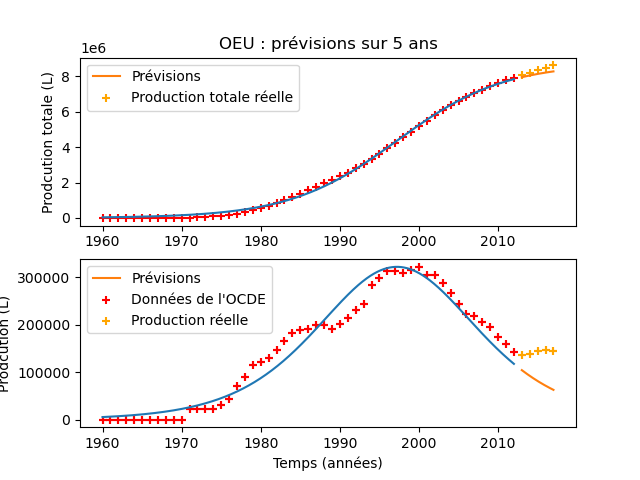 OEU : prévisions sur 5 ans
1e6
Prévisions
Production totale réelle
Prodcution totale (L)
8
6
4
2
0
1960 1970 1980 1990 2000 2010
Prévisions
Données de l'OCDE
Production réelle
Prodcution (L)
300000
200000
100000
0
1960 1970 1980 1990 2000 2010
Temps (années)